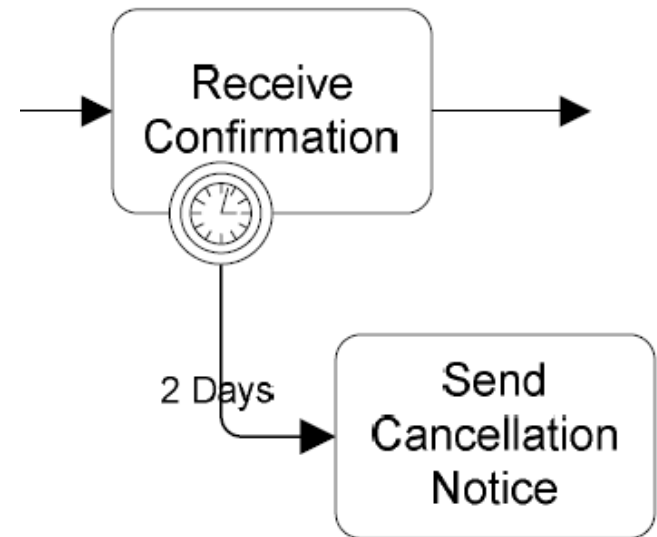 Receive
Confirmation
2 Days
Send
Cancellation
Notice